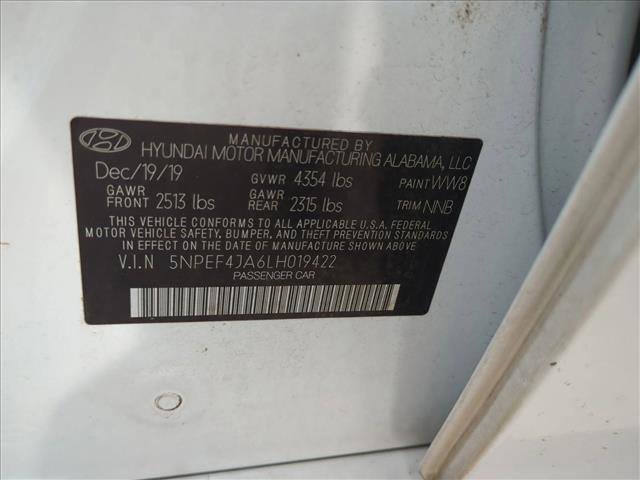 MANUFACTURED BY
HYUNDAI MOTOR MANUFACTURING ALABAMA, LLC
Dec/19/19 GVWR 4354 lbs PAINT WW8
GAWR FRONT 2513 lbs GAWR REAR 2315 lbs TRIM NNB
THIS VEHICLE CONFORMS TO ALL APPLICABLE U.S.A. FEDERAL
MOTOR VEHICLE SAFETY, BUMPER, AND THEFT PREVENTION STANDARDS
IN EFFECT ON THE DATE OF MANUFACTURE SHOWN ABOVE.
V.I.N 5NPEF4JA6LH019422
PASSENGER CAR